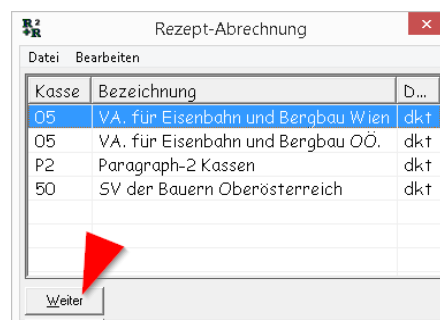 R² +R Rezept-Abrechnung ×
Datei Bearbeiten
Kasse Bezeichnung D...
05 VA. für Eisenbahn und Bergbau Wien dkt
05 VA. für Eisenbahn und Bergbau OÖ. dkt
P2 Paragraph-2 Kassen dkt
50 SV der Bauern Oberösterreich dkt
Weiter